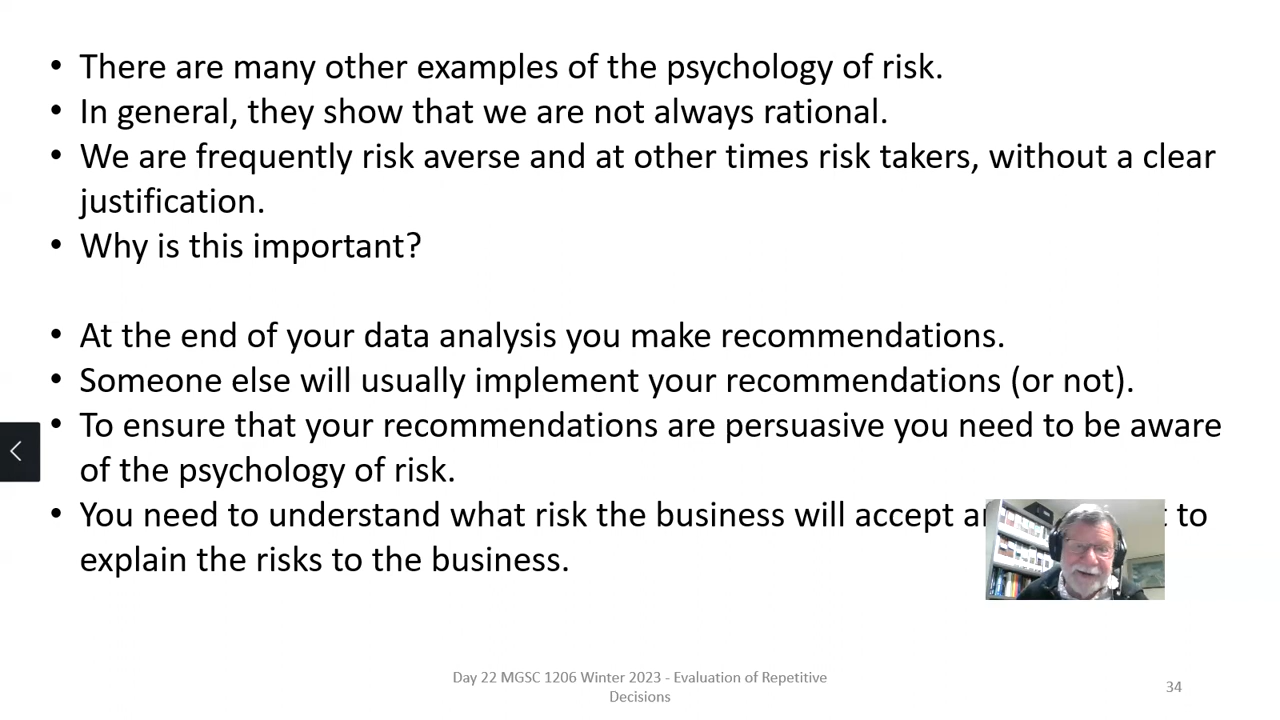 • There are many other examples of the psychology of risk.
• In general, they show that we are not always rational.
• We are frequently risk averse and at other times risk takers, without a clear
justification.
• Why is this important?
• At the end of your data analysis you make recommendations.
• Someone else will usually implement your recommendations (or not).
• To ensure that your recommendations are persuasive you need to be aware
of the psychology of risk.
• You need to understand what risk the business will accept to
explain the risks to the business.
Day 22 MGSC 1206 Winter 2023 - Evaluation of Repetitive
Decisions
34